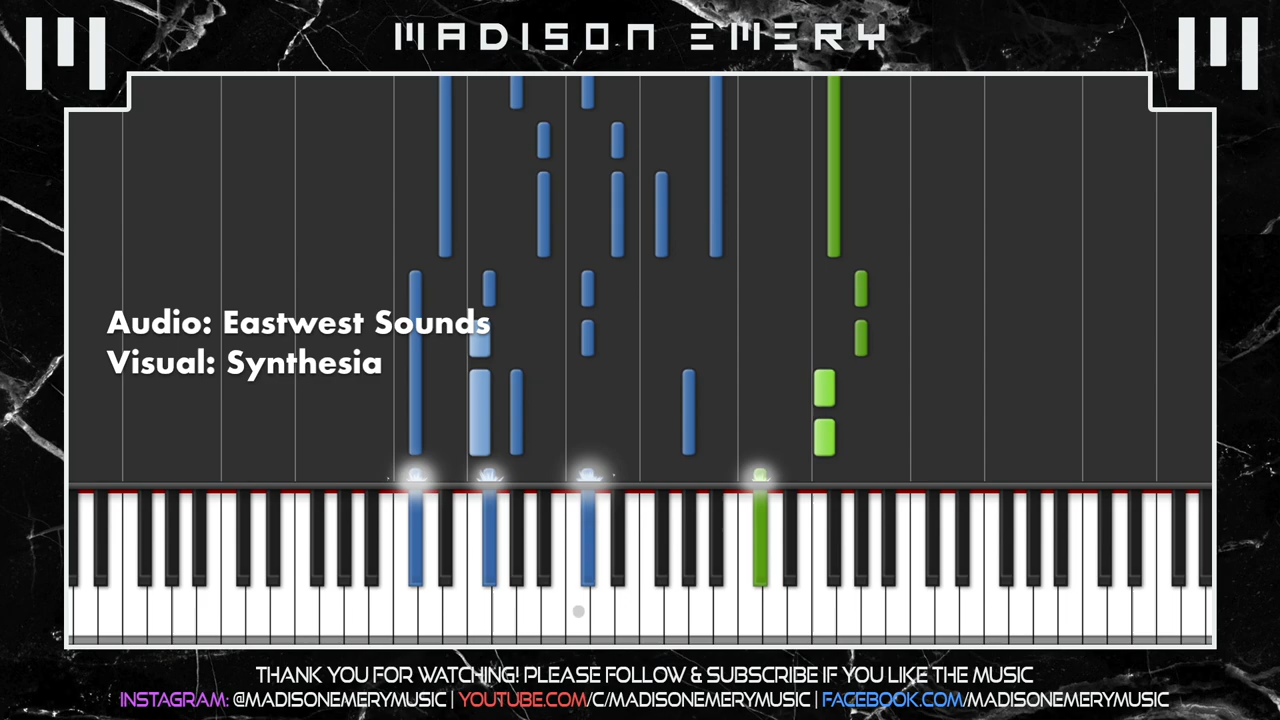 MADISON EMERY
Audio: Eastwest Sounds
Visual: Synthesia
THANK YOU FOR WATCHING! PLEASE FOLLOW & SUBSCRIBE IF YOU LIKE THE MUSIC
INSTAGRAM: @MADISONEMERYMUSIC | YOUTUBE.COM/C/MADISONEMERYMUSIC | FACEBOOK.COM/MADISONEMERYMUSIC